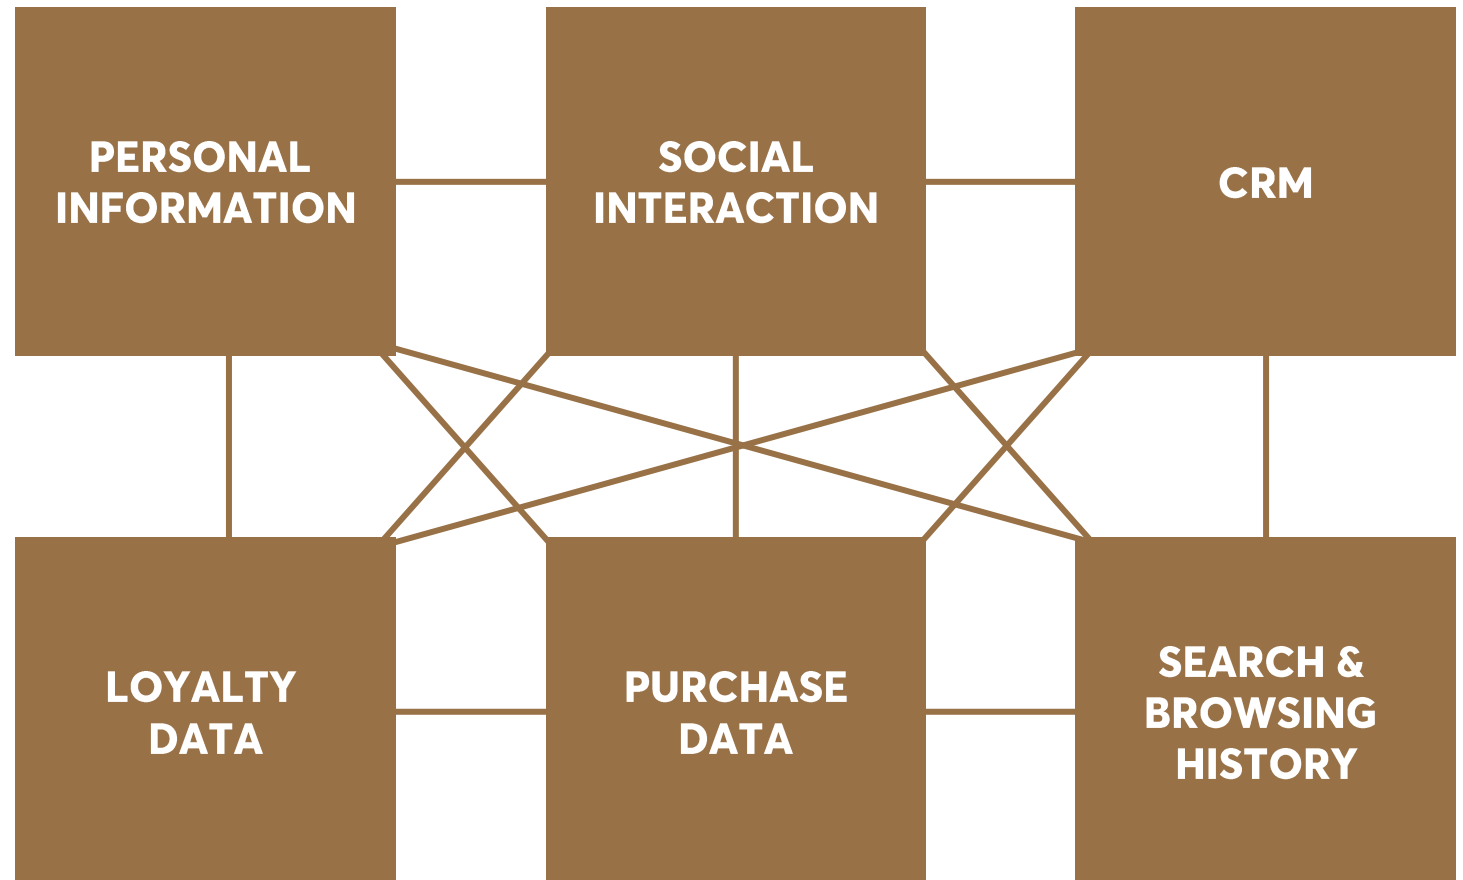 PERSONAL
INFORMATION
SOCIAL
INTERACTION
CRM
LOYALTY
DATA
PURCHASE
DATA
SEARCH &
BROWSING
HISTORY